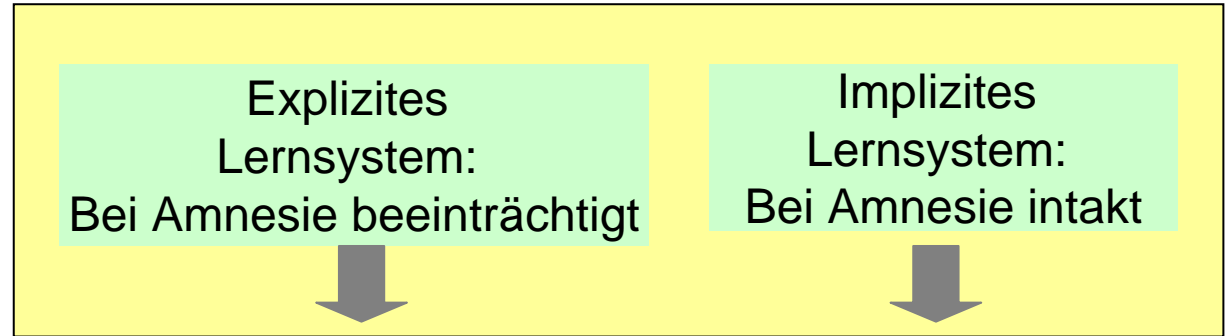 Explizites
Lernsystem:
Bei Amnesie beeinträchtigt
Implizites
Lernsystem:
Bei Amnesie intakt